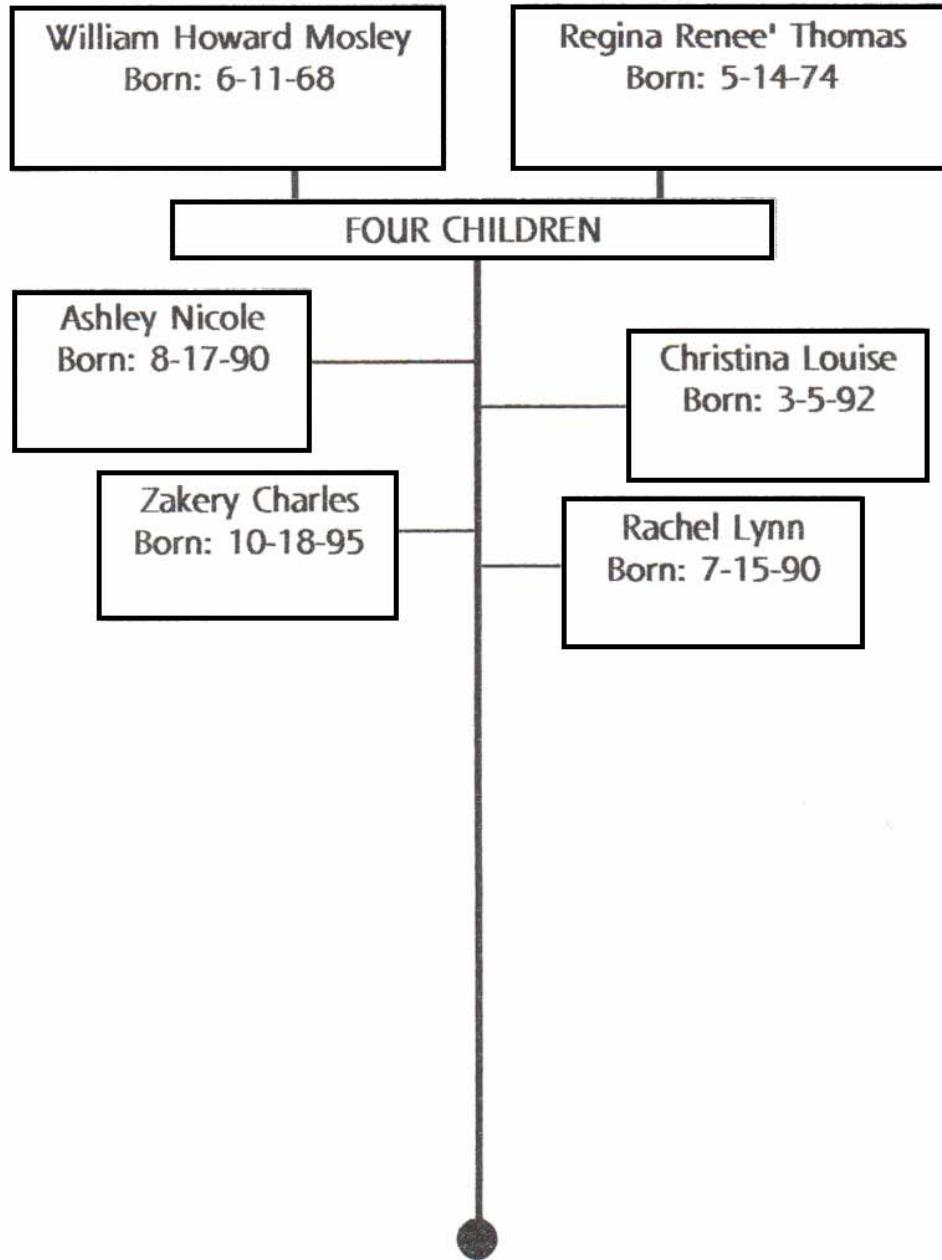 William Howard Mosley
Born: 6-11-68
Regina Renee' Thomas
Born: 5-14-74
FOUR CHILDREN
Ashley Nicole
Born: 8-17-90
Christina Louise
Born: 3-5-92
Zakery Charles
Born: 10-18-95
Rachel Lynn
Born: 7-15-90